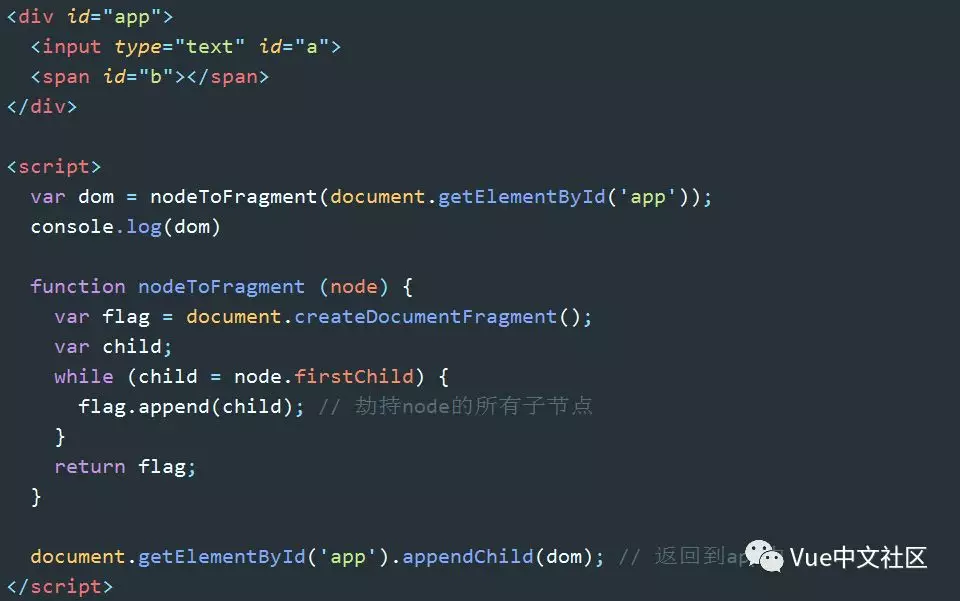 <div id="app">
  <input type="text" id="a">
  <span id="b"></span>
</div>

<script>
  var dom = nodeToFragment(document.getElementById('app'));
  console.log(dom)

  function nodeToFragment (node) {
    var flag = document.createDocumentFragment();
    var child;
    while (child = node.firstChild) {
      flag.append(child); // 劫持node的所有子节点
    }
    return flag;
  }

  document.getElementById('app').appendChild(dom); // 返回到
</script>
Vue中文社区